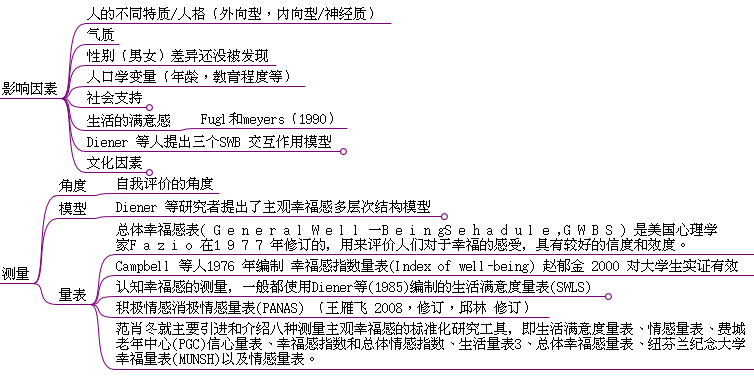 人的不同特质/人格（外向型，内向型/神经质）
气质
性别（男女）差异还没被发现
人口学变量（年龄，教育程度等）
影响因素
社会支持
生活的满意感 Fugl和meyers（1990）
Diener 等人提出三个SWB 交互作用模型
文化因素
角度 自我评价的角度
模型 Diener 等研究者提出了主观幸福感多层次结构模型
总体幸福感表( G e n e r a l W e l l —B e i n g S e h a d u l e ,G W B S ) 是美国心理学
家F a z i o 在1 9 7 7 年修订的，用来评价人们对于幸福的感受，具有较好的信度和效度。
测量
Campbell 等人1976 年编制 幸福感指数量表(Index of well-being) 赵郁金 2000 对大学生实证有效
量表
认知幸福感的测量，一般都使用Diener等(1985)编制的生活满意度量表(SWLS)
积极情感消极情感量表(PANAS) （王雁飞 2008，修订，邱林 修订）
范肖冬就主要引进和介绍八种测量主观幸福感的标准化研究工具，即生活满意度量表、情感量表、费城
老年中心(PGC)信心量表、幸福感指数和总体情感指数、生活量表3、总体幸福感量表、纽芬兰纪念大学
幸福量表(MUNSH)以及情感量表。